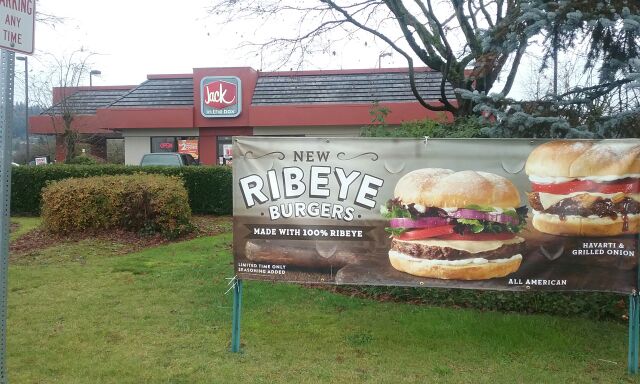 PARKING
ANY
TIME
Jack
in the box
OPEN
NEW
RIBEYE
BURGERS
MADE WITH 100% RIBEYE
LIMITED TIME ONLY
SEASONING ADDED
ALL AMERICAN
HAVARTI &
GRILLED ONION